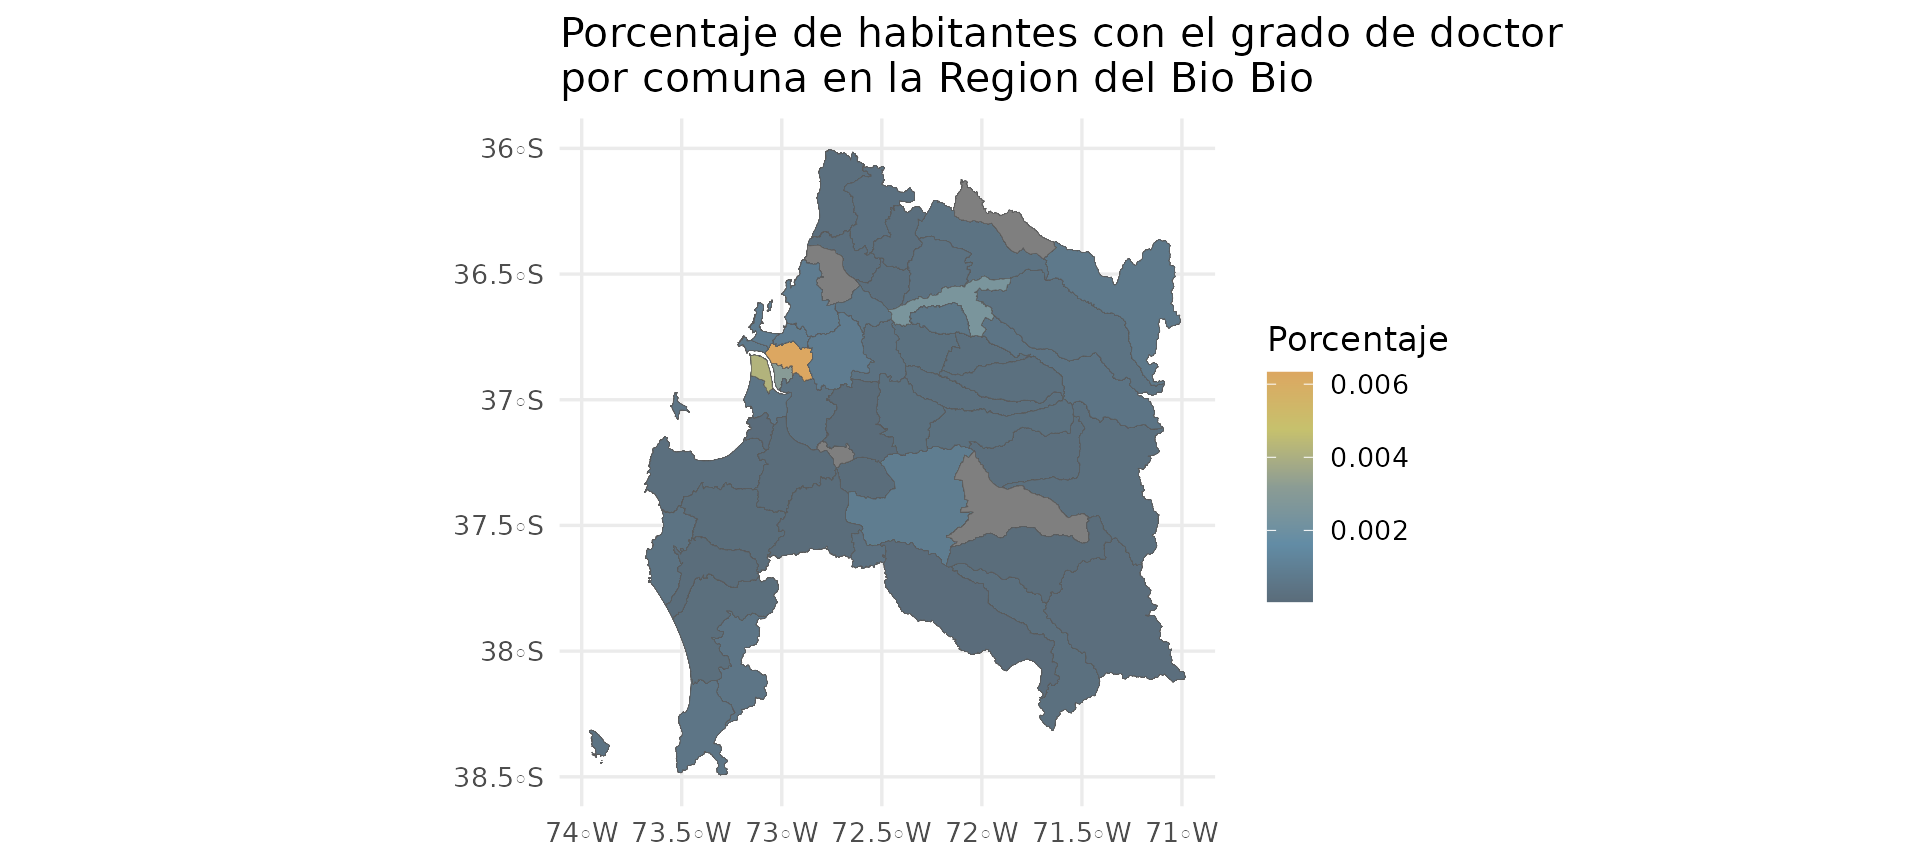 Porcentaje de habitantes con el grado de doctor
por comuna en la Region del Bio Bio
36°S
36.5°S
37°S
37.5°S
38°S
38.5°S
74°W 73.5°W 73°W 72.5°W 72°W 71.5°W 71°W
Porcentaje
0.006
0.004
0.002